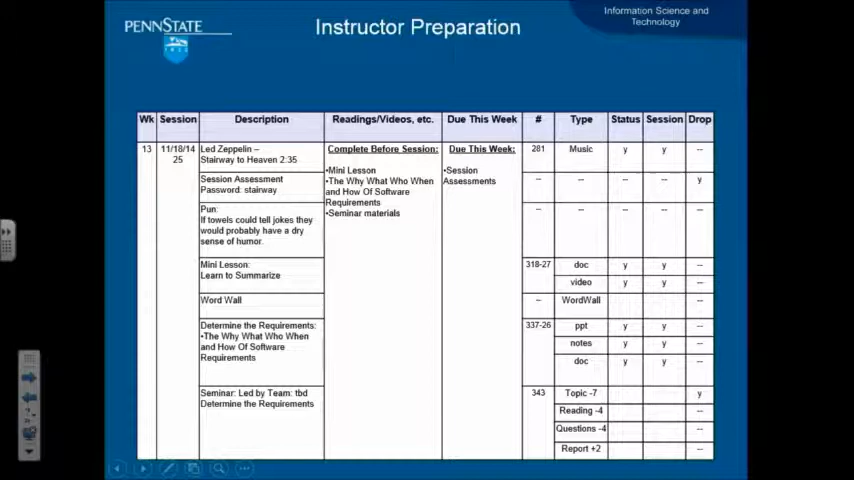 PENNSTATE
1855
Instructor Preparation
Information Science and
Technology
Wk Session Description Readings/Videos, etc. Due This Week # Type Status Session Drop
13 11/18/14
25
Led Zeppelin –
Stairway to Heaven 2:35
Complete Before Session:
•Mini Lesson
•The Why What Who When
and How Of Software
Requirements
•Seminar materials
Due This Week:
•Session
Assessments
281 Music y y --
Session Assessment
Password: stairway
-- -- -- -- y
Pun:
If towels could tell jokes they
would probably have a dry
sense of humor.
-- -- -- -- --
Mini Lesson:
Learn to Summarize
318-27 doc y y --
video y y --
Word Wall
-- WordWall --
Determine the Requirements:
•The Why What Who When
and How Of Software
Requirements
337-26 ppt y y --
notes y y --
doc y y --
Seminar: Led by Team: tbd
Determine the Requirements
343 Topic -7 y
Reading -4 --
Questions -4 --
Report +2 --